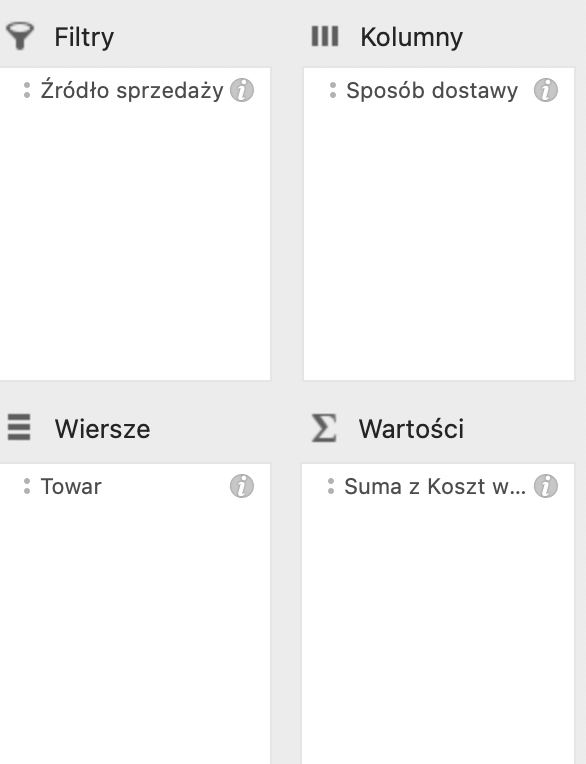 Filtry
Kolumny
Źródło sprzedaży
Sposób dostawy
Wiersze
Wartości
Towar
Suma z Koszt w...